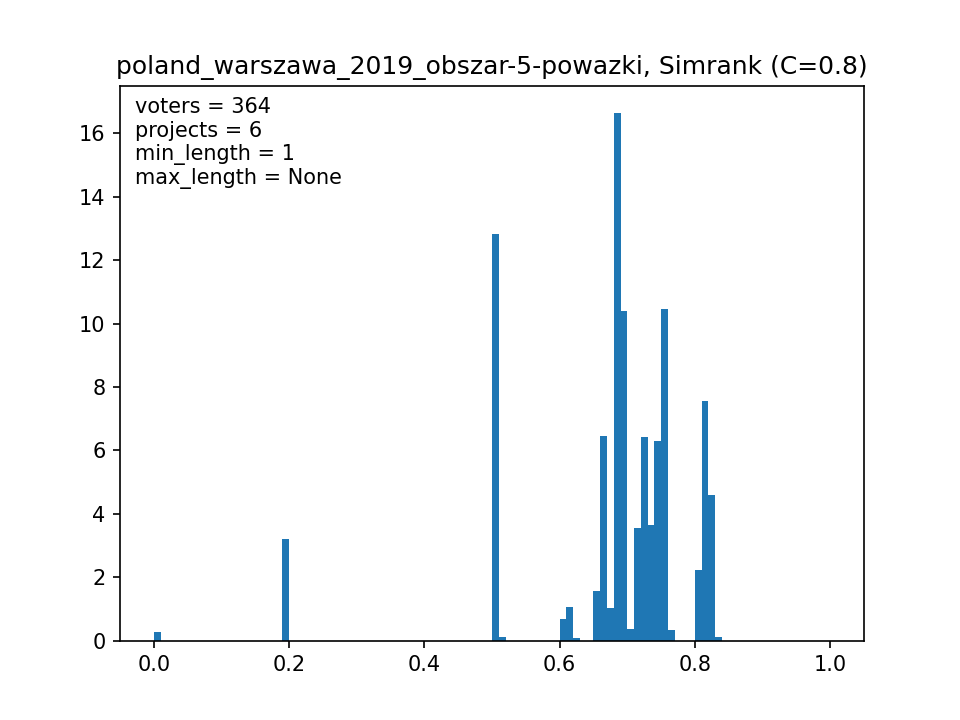 poland_warszawa_2019_obszar-5-powazki, Simrank (C=0.8)
voters = 364
projects = 6
min_length = 1
max_length = None
16
14
12
10
8
6
4
2
0
0.0 0.2 0.4 0.6 0.8 1.0